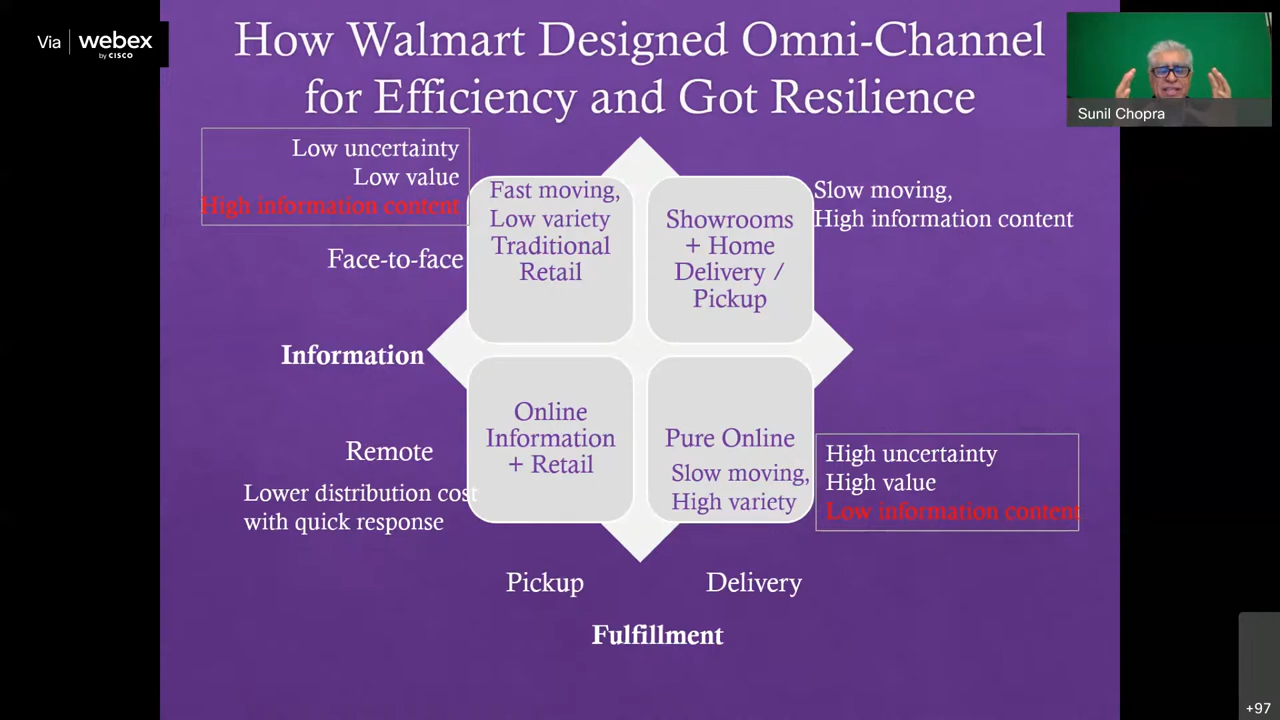 Via | webex
by CISCO
How Walmart Designed Omni-Channel
for Efficiency and Got Resilience
Sunil Chopra
Low uncertainty
Low value
High information content
Fast moving,
Low variety
Traditional
Retail
Showrooms
+ Home
Delivery /
Pickup
Slow moving,
High information content
Face-to-face
Information
Remote
Lower distribution cost
with quick response
Online
Information
+ Retail
Pure Online
Slow moving,
High variety
High uncertainty
High value
Low information content
Pickup
Delivery
Fulfillment
+97